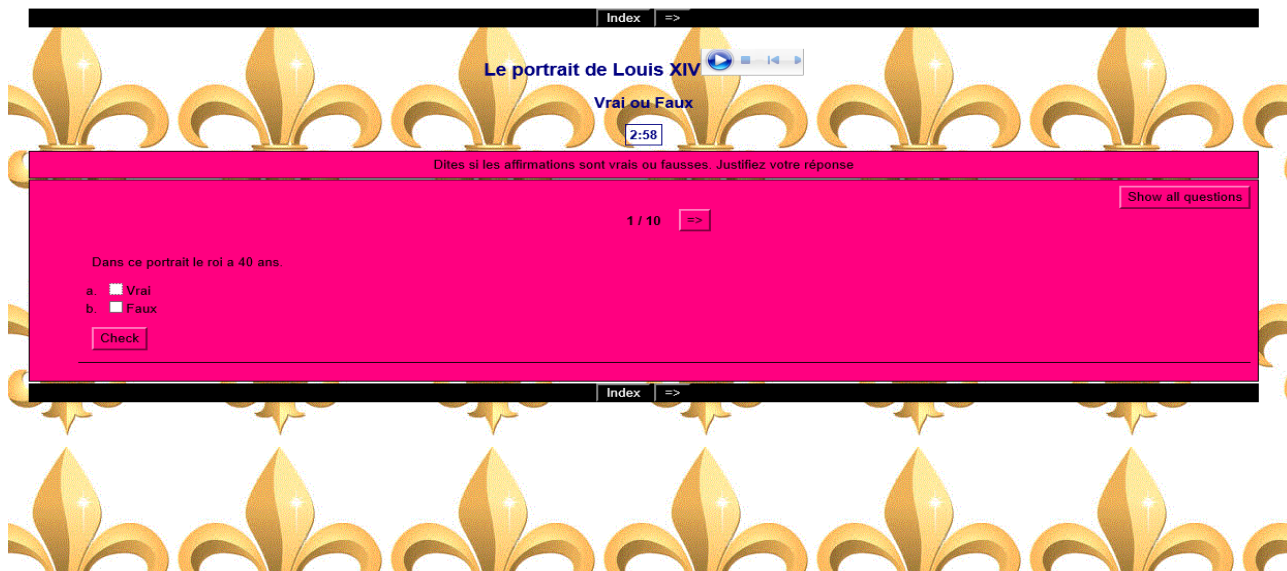 Index =>
Le portrait de Louis XIV
Vrai ou Faux
2:58
Dites si les affirmations sont vrais ou fausses. Justifiez votre réponse
Show all questions
1 / 10 =>
Dans ce portrait le roi a 40 ans.
a. Vrai
b. Faux
Check
Index =>